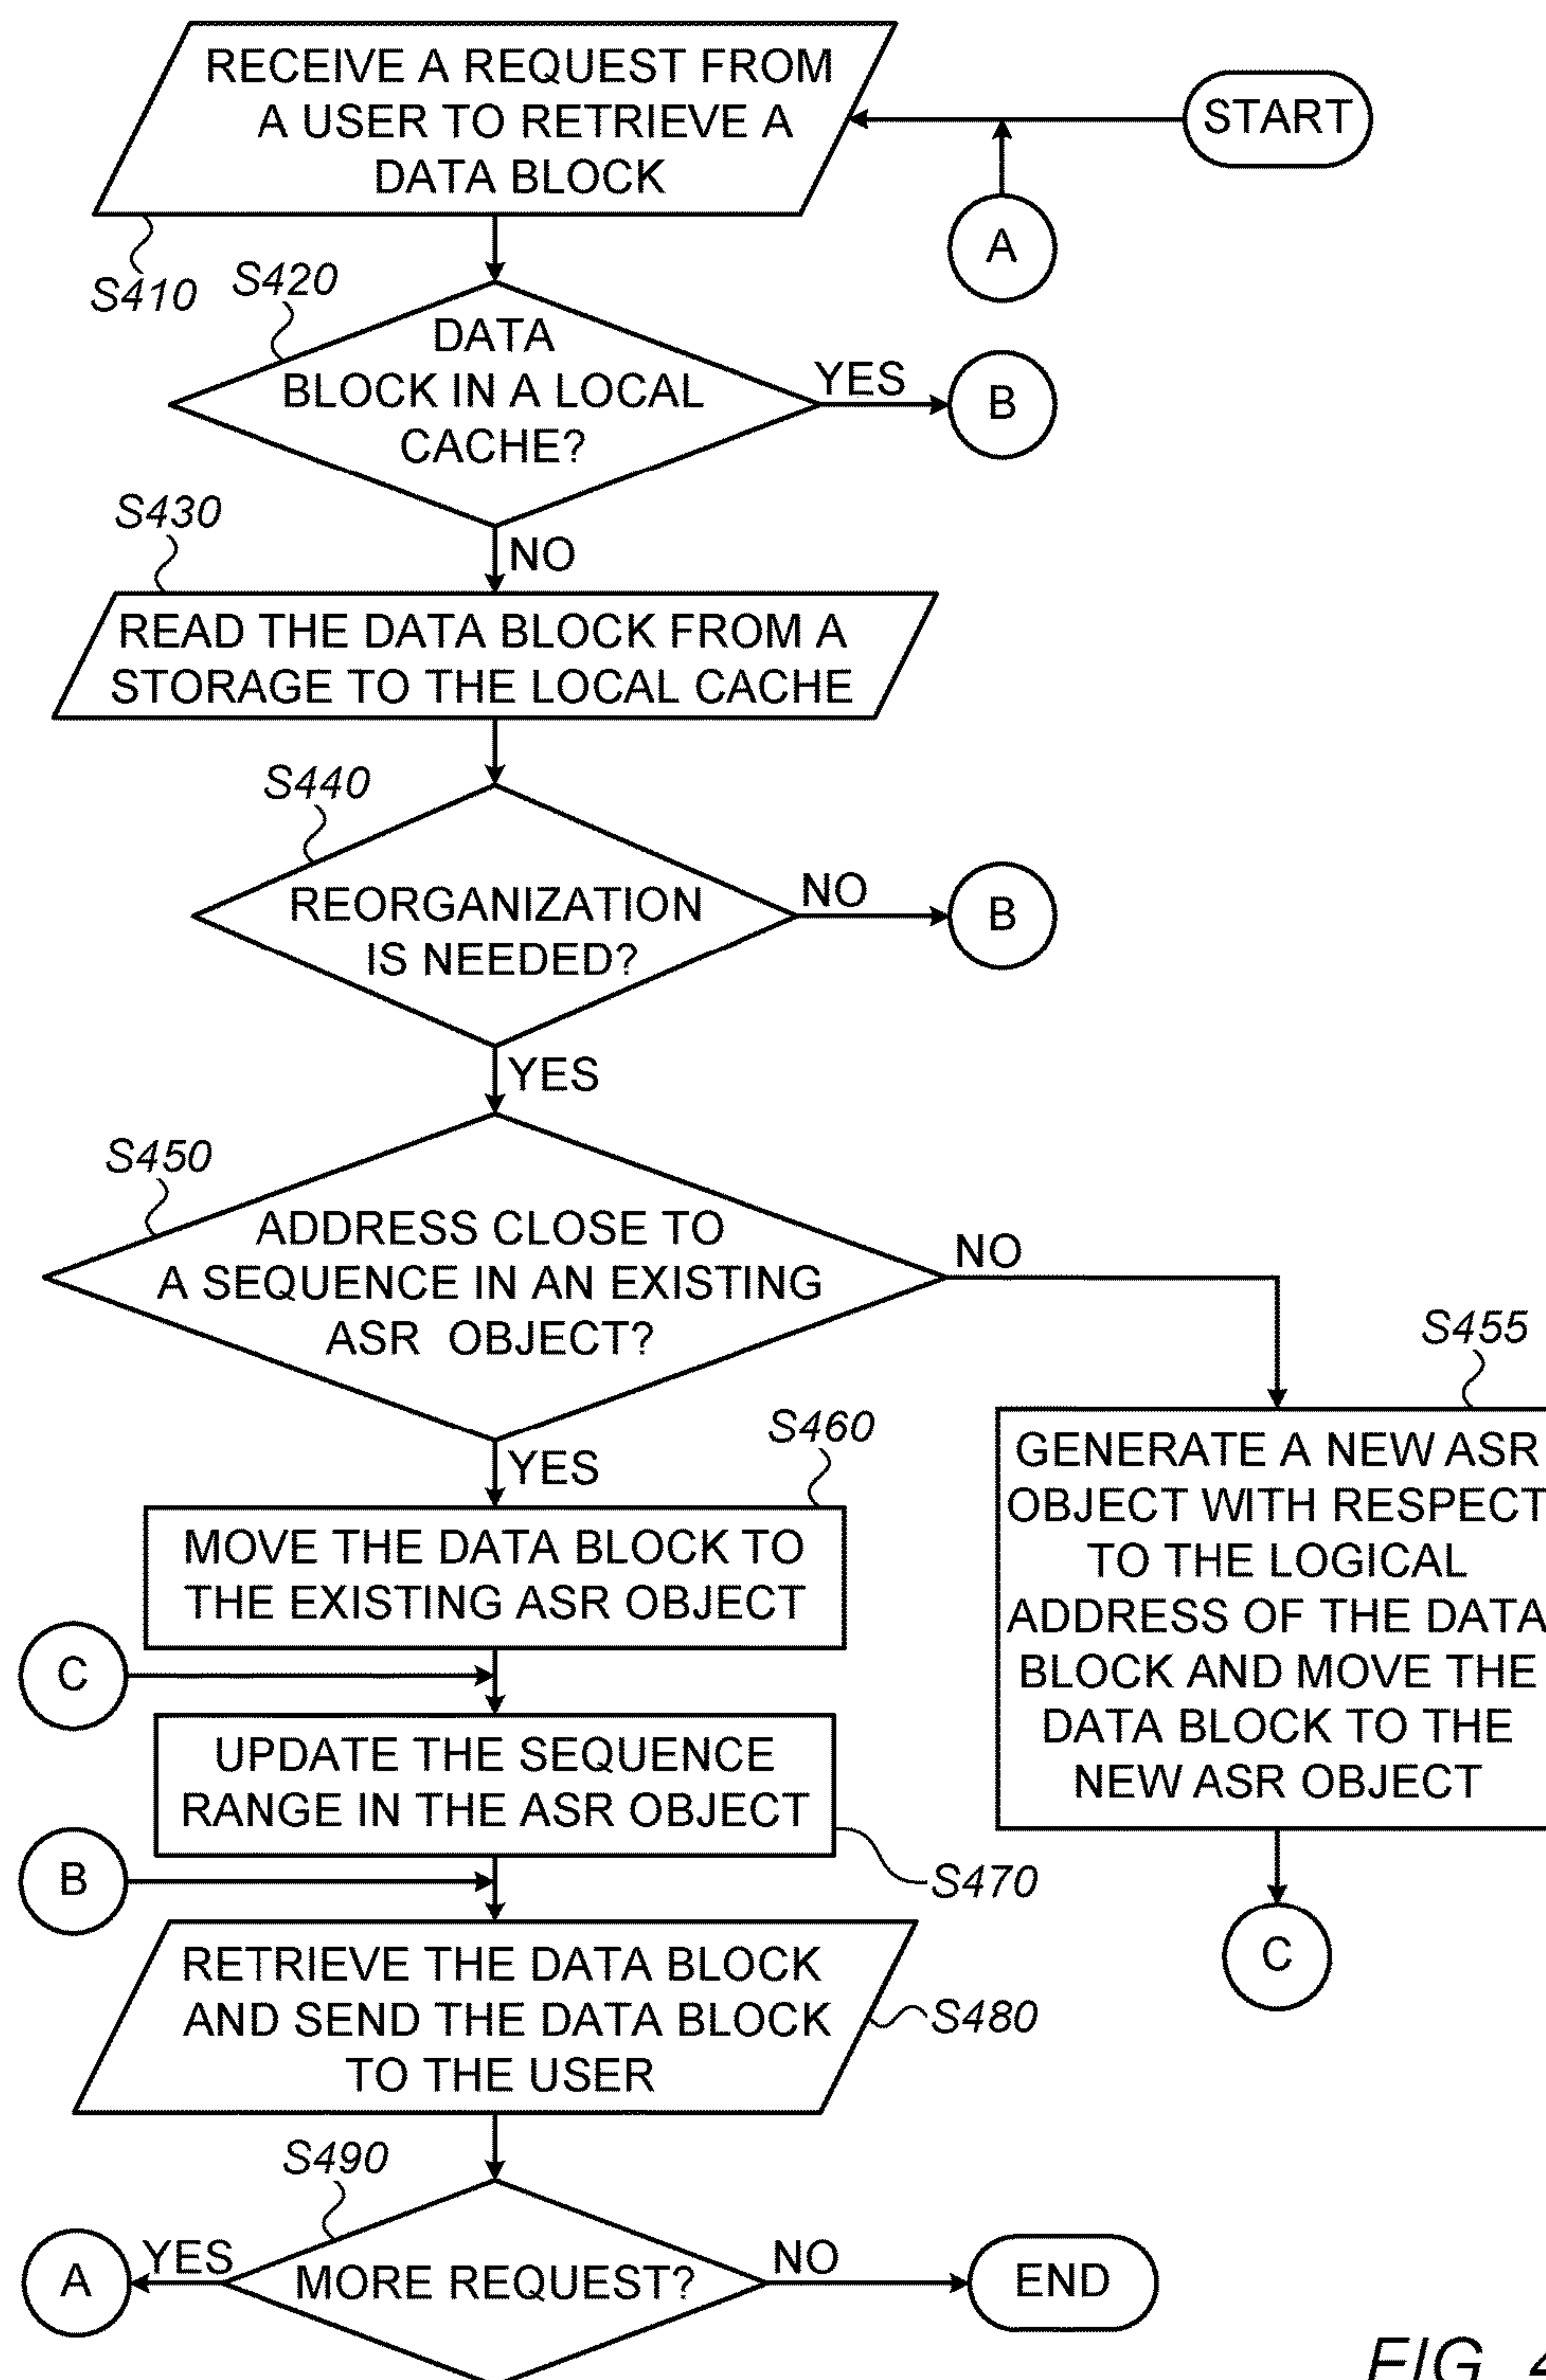 RECEIVE A REQUEST FROM
A USER TO RETRIEVE A
DATA BLOCK
START
A
S410
S420
DATA
BLOCK IN A LOCAL
CACHE?
YES
B
S430
NO
READ THE DATA BLOCK FROM A
STORAGE TO THE LOCAL CACHE
S440
REORGANIZATION
IS NEEDED?
NO
B
YES
S450
ADDRESS CLOSE TO
A SEQUENCE IN AN EXISTING
ASR OBJECT?
NO
S455
GENERATE A NEW ASR
OBJECT WITH RESPECT
TO THE LOGICAL
ADDRESS OF THE DATA
BLOCK AND MOVE THE
DATA BLOCK TO THE
NEW ASR OBJECT
C
YES
S460
MOVE THE DATA BLOCK TO
THE EXISTING ASR OBJECT
C
UPDATE THE SEQUENCE
RANGE IN THE ASR OBJECT
S470
B
RETRIEVE THE DATA BLOCK
AND SEND THE DATA BLOCK
TO THE USER
S480
S490
A
YES
MORE REQUEST?
NO
END
FIG. 4